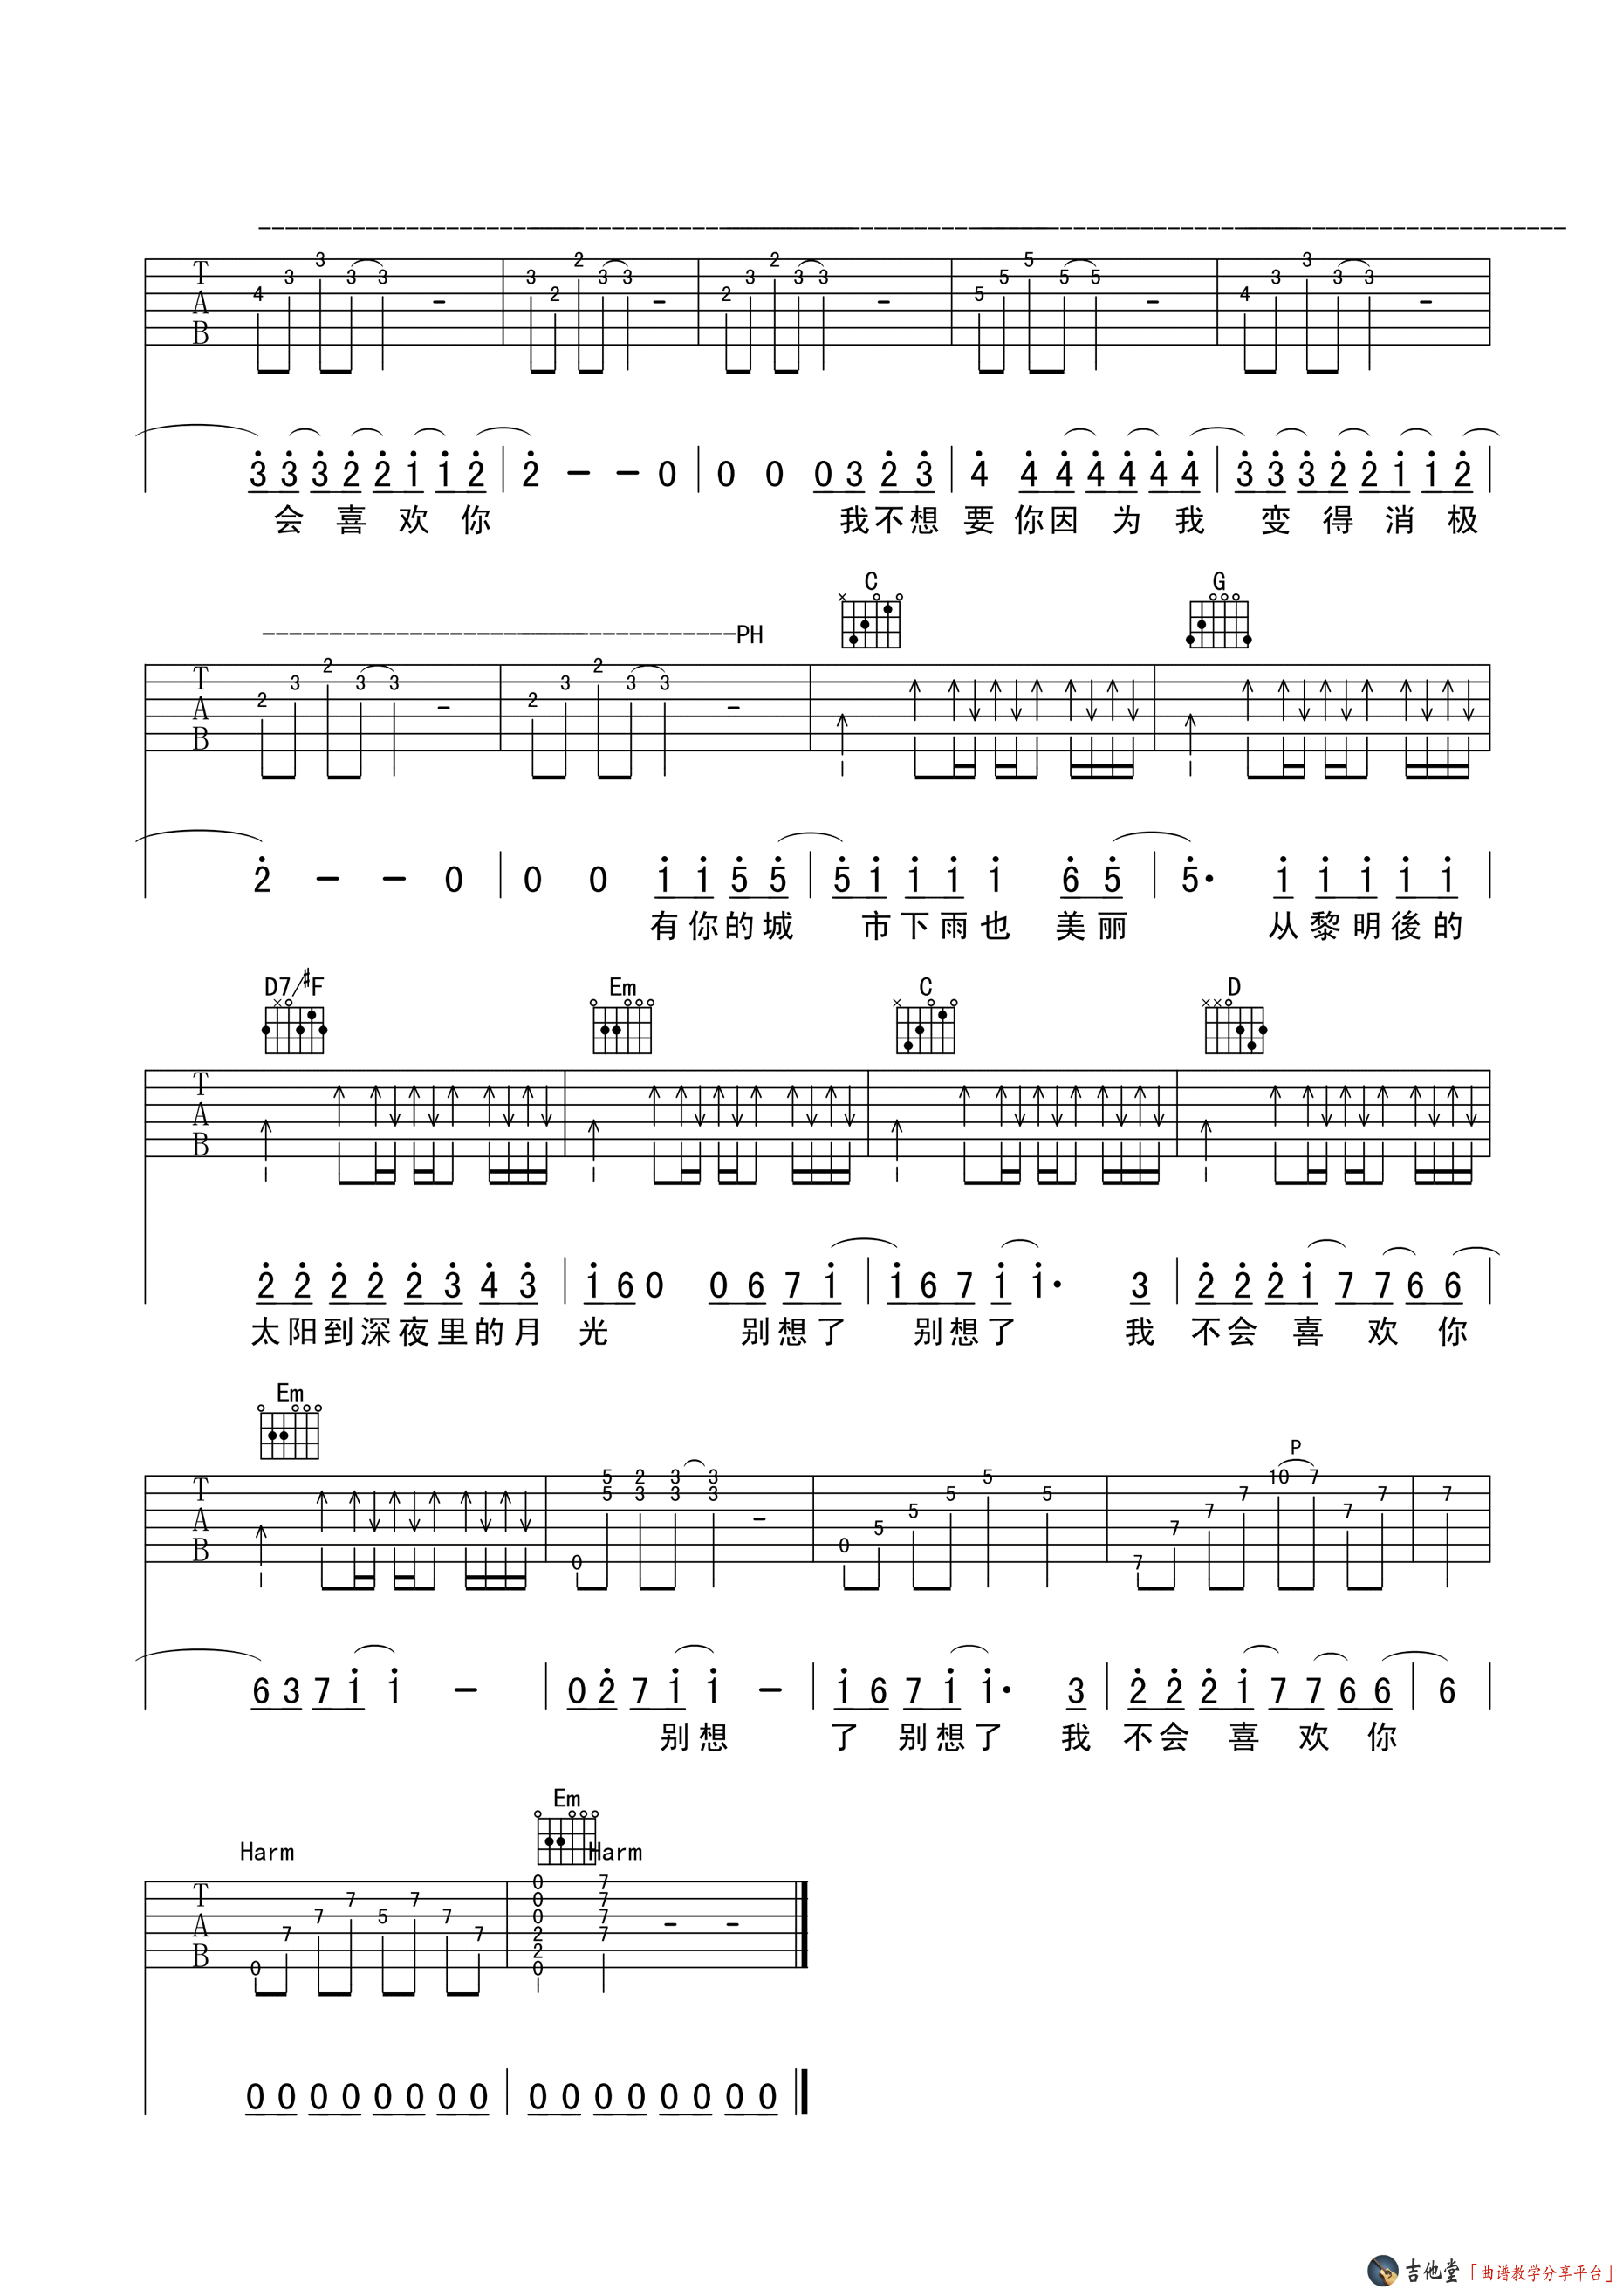 3 3 3 3 3 2 2 3 3 2 3 2 3 3 5 5 5 5 5 3 3 3 3
T 4 3 2 2 5 4
A
B
3 3 3 2 2 1 1 2 2 - - 0 0 0 0 3 2 3 4 4 4 4 4 4 4 3 3 3 2 2 1 1 2
会 喜 欢 你 我 不 想 要 你 因 为 我 变 得 消 极
C G
PH
T 2 3 2 3 3 2 3 2 3 3
A
B
2 - - 0 0 0 1 1 5 5 5 1 1 1 1 6 5 5· 1 1 1 1 1
有 你 的 城 市 下 雨 也 美 丽 从 黎 明 後 的
D7/#F Em C D
T
A
B
2 2 2 2 2 3 4 3 1 6 0 0 6 7 1 1 6 7 1 1· 3 2 2 2 1 7 7 6 6
太 阳 到 深 夜 里 的 月 光 别 想 了 别 想 了 我 不 会 喜 欢 你
Em
P
T 5 2 3 3 5 10 7
5 3 3 3 5 5 7 7 7
A 5 7 7
5 7
B 0
0 7
6 3 7 1 1 - 0 2 7 1 1 - 1 6 7 1 1· 3 2 2 2 1 7 7 6 6 6
别 想 了 别 想 了 我 不 会 喜 欢 你
Em
Harm Harm
T 0 7
7 0 7
A 7 5 7 7 0 7
7 7 2 7
B 2
0 0
0 0 0 0 0 0 0 0 0 0 0 0 0 0 0 0
吉他堂「曲谱教学分享平台」